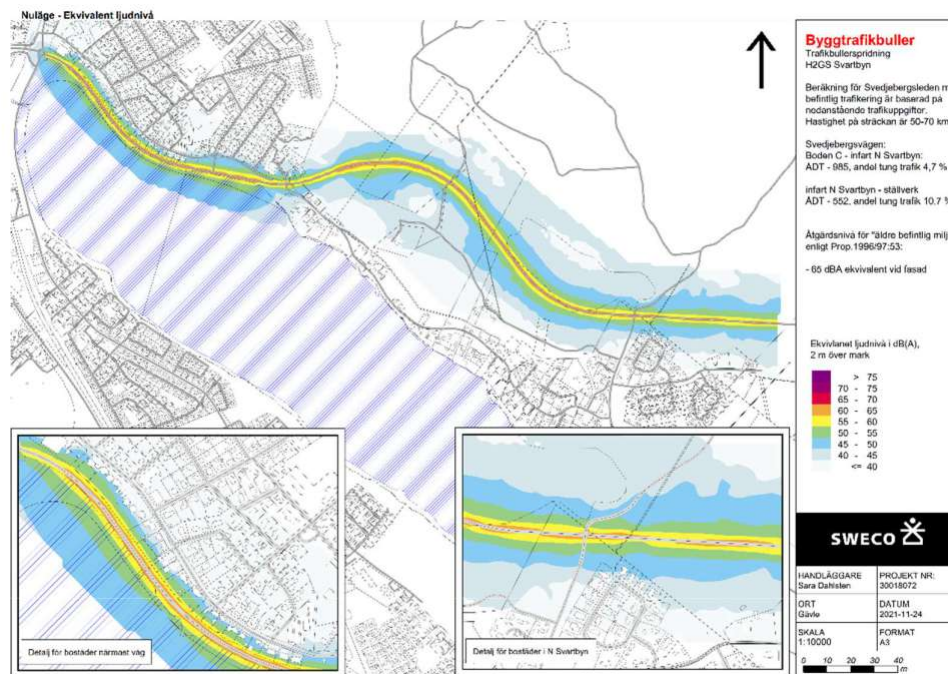 Nuläge - Ekvivalent ljudnivå
Byggtrafikbuller
Trafikbullerspridning
H2GS Svartbyn
Beräkning för Svedjebergsleden m
befintlig trafikering är baserad på
nedanstående trafikuppgifter.
Hastighet på sträckan är 50-70 km
Svedjebergsvägen:
Boden C - infart N Svartbyn:
ÅDT - 985, andel tung trafik 4,7 %
infart N Svartbyn - ställverk
ÅDT - 552, andel tung trafik 10.7 %
Åtgärdsnivå för "äldre befintlig milj
enligt Prop.1996/97:53:
- 65 dBA ekvivalent vid fasad
Ekvivlanet ljudnivå i dB(A),
2 m över mark
> 75
70 - 75
65 - 70
60 - 65
55 - 60
50 - 55
45 - 50
40 - 45
<= 40
SWECO
HANDLÄGGARE
Sara Dahlsten
PROJEKT NR:
30018072
ORT
Gävle
DATUM
2021-11-24
SKALA
1:10000
FORMAT
A3
0 10 20 30 40
m
Detalj för bostäder närmast väg
Detalj för bostäder i N Svartbyn